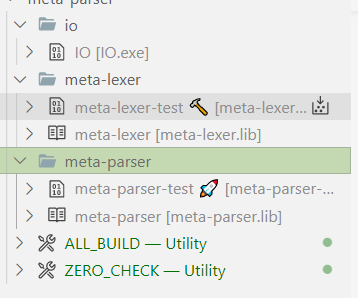 meta-parser
io
IO [IO.exe]
meta-lexer
meta-lexer-test 🔨 [meta-lexer...
meta-lexer [meta-lexer.lib]
meta-parser
meta-parser-test 🚀 [meta-parser-...
meta-parser [meta-parser.lib]
ALL_BUILD — Utility
ZERO_CHECK — Utility